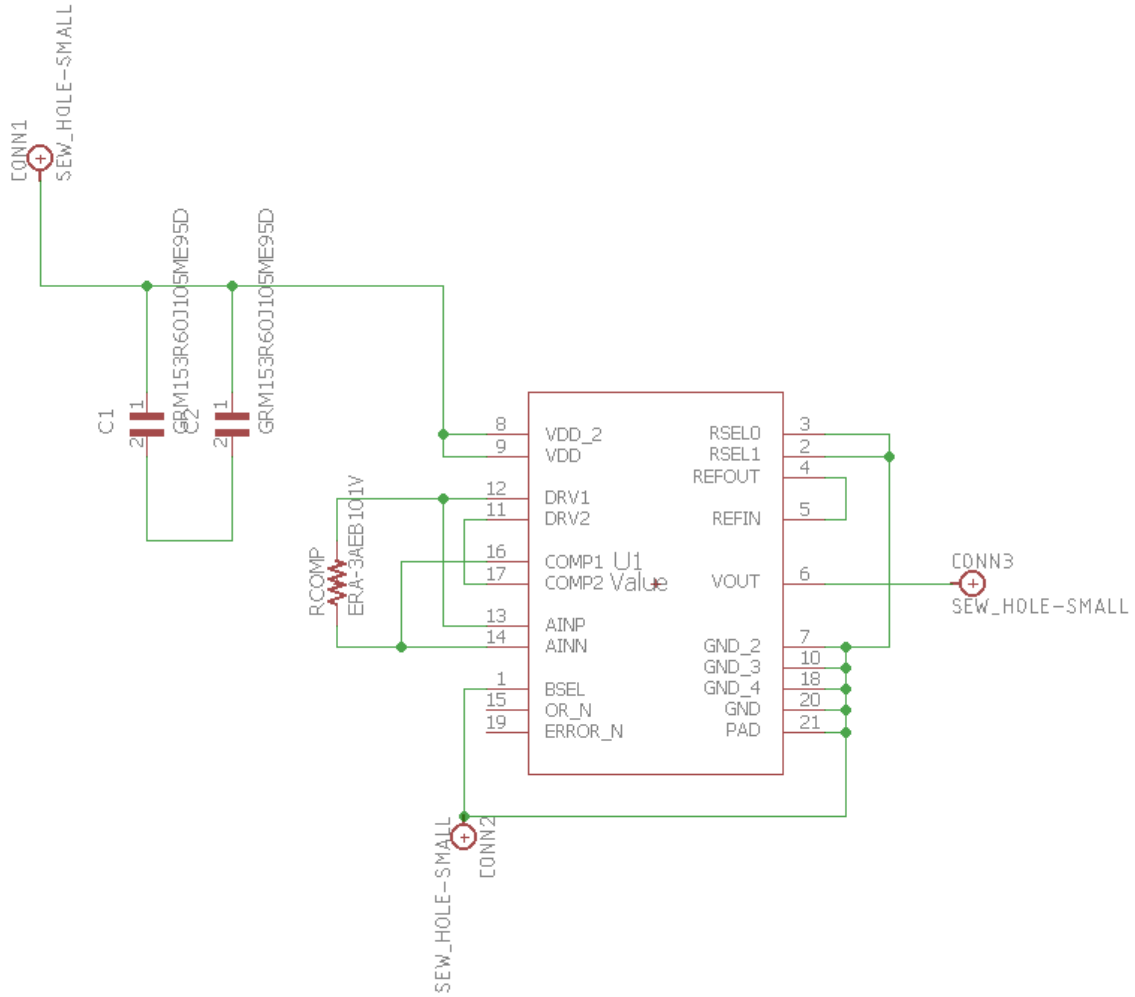 CONN1
SEW_HOLE-SMALL
C1
1
2
GRM153R60J105ME95D
C2
1
2
GRM153R60J105ME95D
RCOMP
ERA-3AEB101V
8 VDD_2
9 VDD
12 DRV1
11 DRV2
16 COMP1
17 COMP2
13 AINP
14 AINN
1 BSEL
15 OR_N
19 ERROR_N
U1
Value
RSEL0 3
RSEL1 2
REFOUT 4
REFIN 5
VOUT 6
GND_2 7
GND_3 10
GND_4 18
GND 20
PAD 21
CONN3
SEW_HOLE-SMALL
SEW_HOLE-SMALL
CONN2